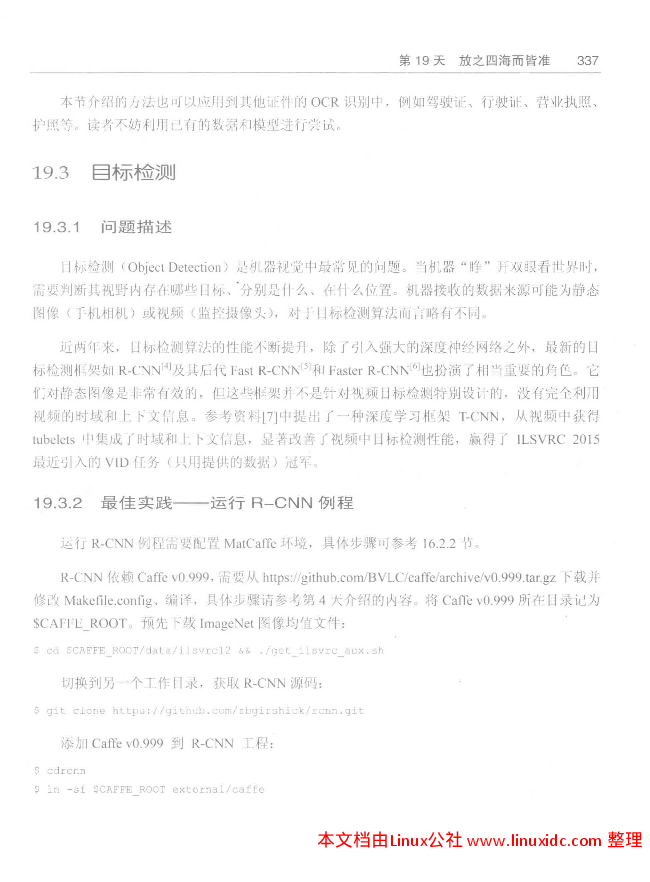 第 19 天 放之四海而皆准 337
本节介绍的方法也可以应用到其他证件的 OCR 识别中，例如驾驶证、行驶证、营业执照、
护照等。读者不妨利用已有的数据和模型进行尝试。
19.3 目标检测
19.3.1 问题描述
目标检测（Object Detection）是机器视觉中最常见的问题。当机器“睁”开双眼看世界时，
需要判断其视野内存在哪些目标、分别是什么、在什么位置。机器接收的数据来源可能为静态
图像（手机相机）或视频（监控摄像头），对于目标检测算法而言略有不同。
近两年来，目标检测算法的性能不断提升，除了引入强大的深度神经网络之外，最新的目
标检测框架如 R-CNN[4]及其后代 Fast R-CNN[5]和 Faster R-CNN[6]也扮演了相当重要的角色。它
们对静态图像是非常有效的，但这些框架并不是针对视频目标检测特别设计的，没有完全利用
视频的时域和上下文信息。参考资料[7]中提出了一种深度学习框架 T-CNN，从视频中获得
tubelets 中集成了时域和上下文信息，显著改善了视频中目标检测性能，赢得了 ILSVRC 2015
最近引入的 VID 任务（只用提供的数据）冠军。
19.3.2 最佳实践——运行 R-CNN 例程
运行 R-CNN 例程需要配置 MatCaffe 环境，具体步骤可参考 16.2.2 节。
R-CNN 依赖 Caffe v0.999，需要从 https://github.com/BVLC/caffe/archive/v0.999.tar.gz 下载并
修改 Makefile.config、编译，具体步骤请参考第 4 天介绍的内容。将 Caffe v0.999 所在目录记为
$CAFFE_ROOT。预先下载 ImageNet 图像均值文件：
$ cd $CAFFE_ROOT/data/ilsvrc12 && ./get_ilsvrc_aux.sh
切换到另一个工作目录，获取 R-CNN 源码：
$ git clone https://github.com/rbgirshick/rcnn.git
添加 Caffe v0.999 到 R-CNN 工程：
$ cdrcnn
$ ln -sf $CAFFE_ROOT external/caffe
本文档由Linux公社 www.linuxidc.com 整理